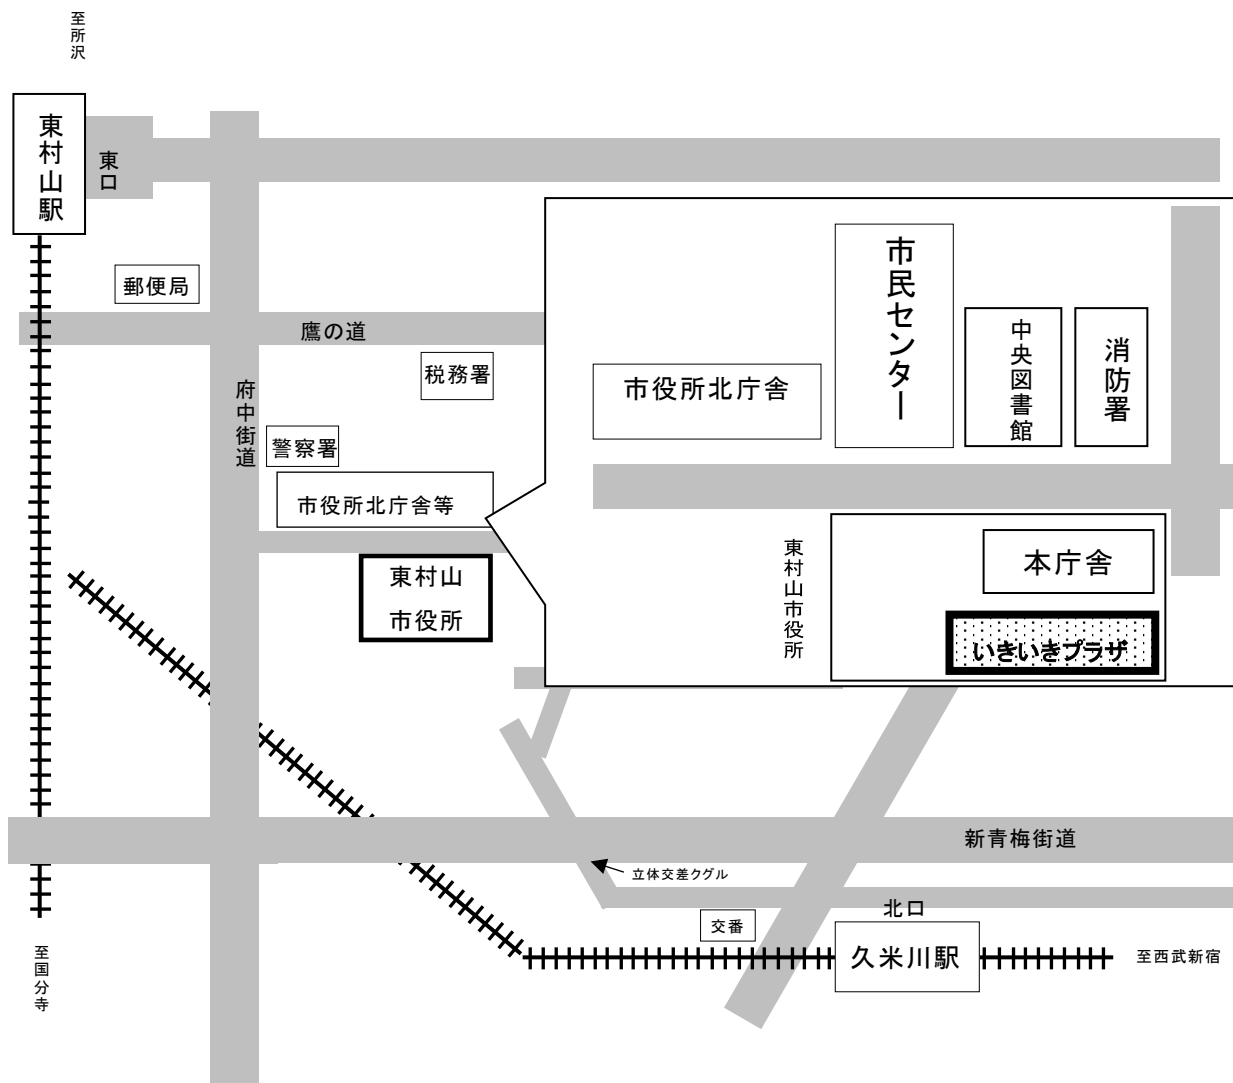 至所沢
東村山駅
東口
郵便局
鷹の道
税務署
府中街道
警察署
市役所北庁舎等
東村山
市役所
市民センター
中央図書館
消防署
市役所北庁舎
東村山市役所
本庁舎
いきいきプラザ
新青梅街道
立体交差クグル
北口
交番
久米川駅
至西武新宿
至国分寺